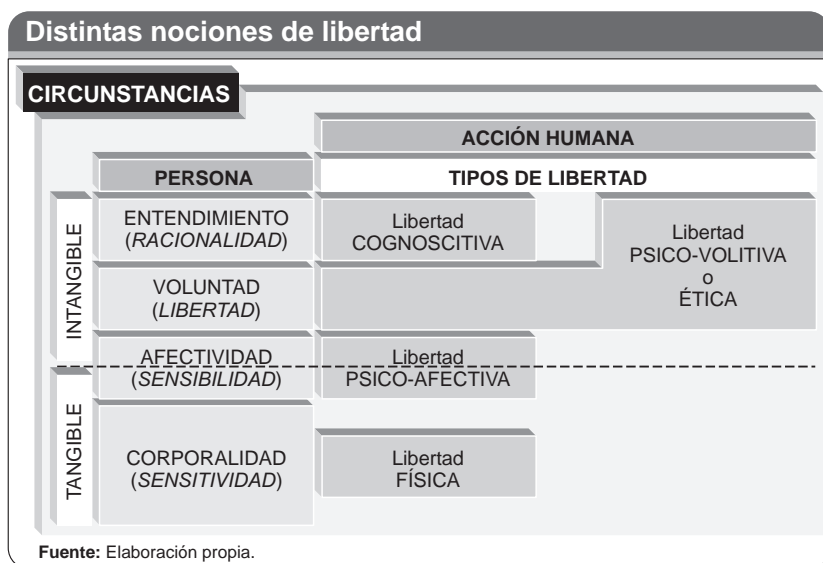 Distintas nociones de libertad
CIRCUNSTANCIAS
ACCIÓN HUMANA
PERSONA
TIPOS DE LIBERTAD
INTANGIBLE
ENTENDIMIENTO
(RACIONALIDAD)
Libertad
COGNOSCITIVA
Libertad
PSICO-VOLITIVA
o
ÉTICA
VOLUNTAD
(LIBERTAD)
AFECTIVIDAD
(SENSIBILIDAD)
Libertad
PSICO-AFECTIVA
TANGIBLE
CORPORALIDAD
(SENSITIVIDAD)
Libertad
FÍSICA
Fuente: Elaboración propia.